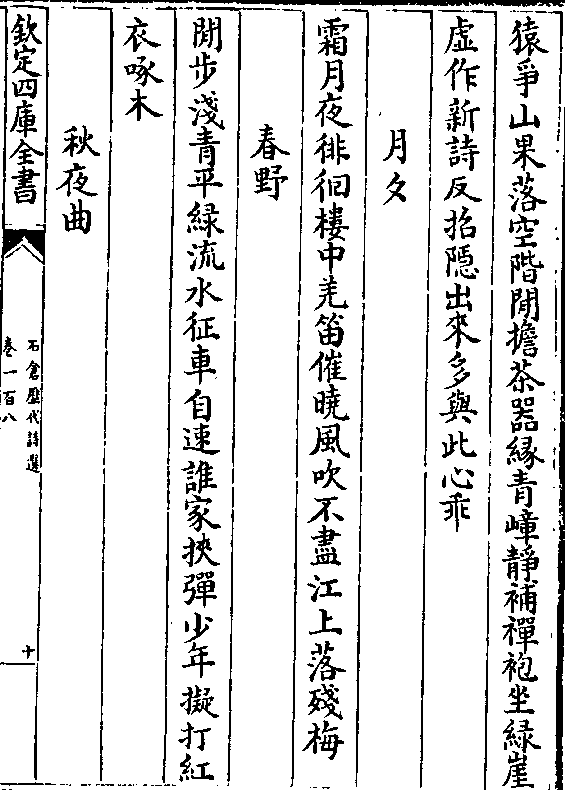 猿爭山果落空階閒擔茶器緣青嶂靜補禪袍坐綠崖
虛作新詩反招隱出來多與此心乖
月夕
霜月夜徘徊樓中羌笛催曉風吹不盡江上落殘梅
春野
閒步淺青平綠流水征車自速誰家挾彈少年擬打紅
衣啄木
秋夜曲
欽定四庫全書
石倉歷代詩選
卷一百八
十